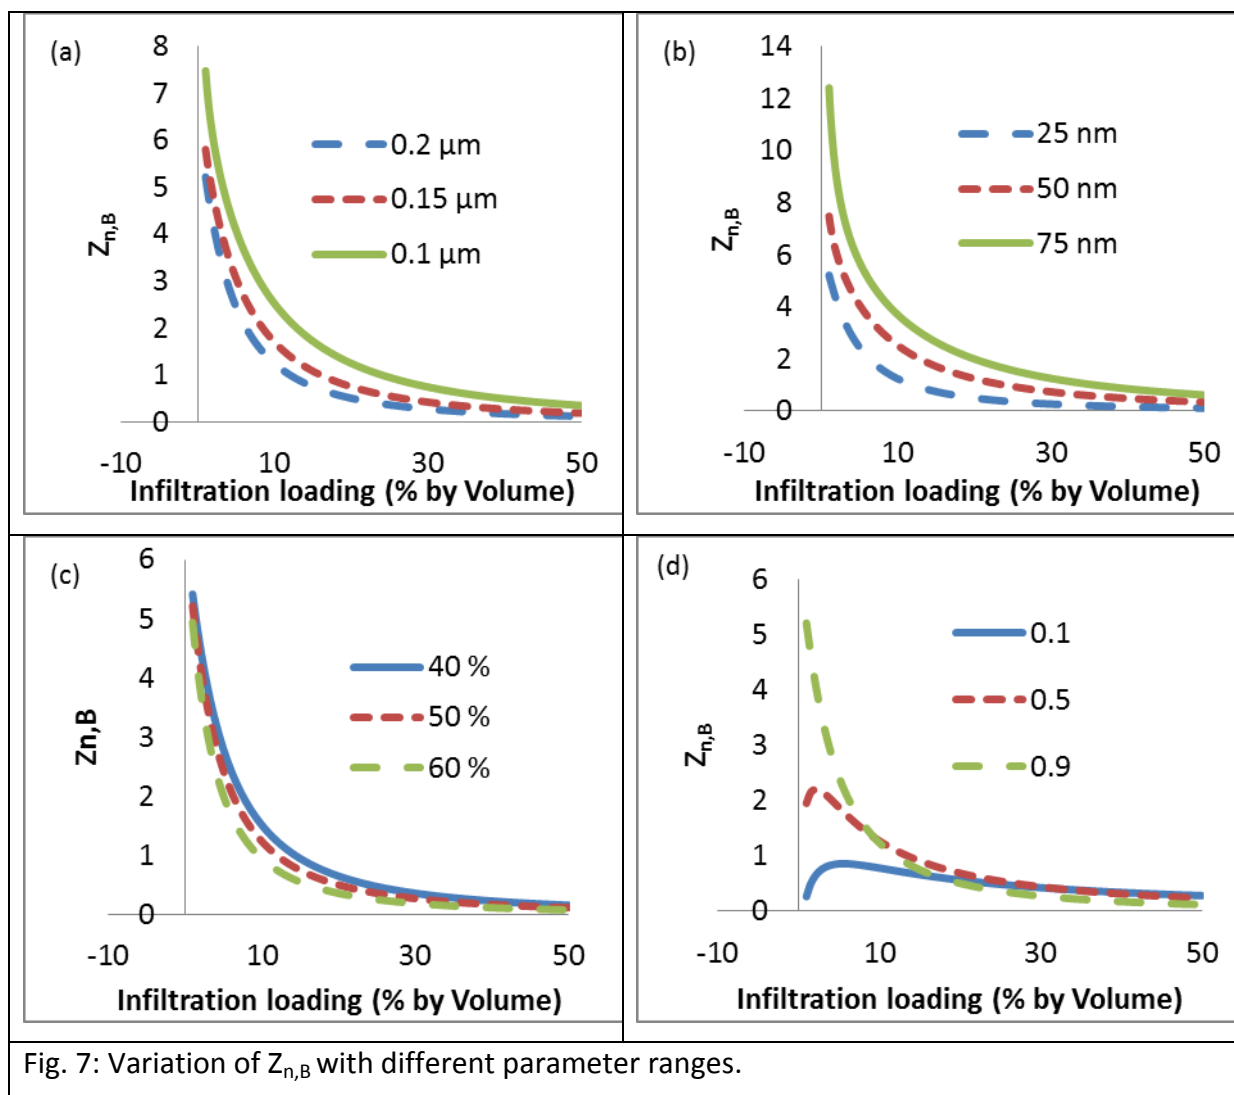 (a)
8
7
6
5
4
3
2
1
0
-10 10 30 50
Z_{n,B}
0.2 μm
0.15 μm
0.1 μm
Infiltration loading (% by Volume)
(b)
14
12
10
8
6
4
2
0
-10 10 30 50
Z_{n,B}
25 nm
50 nm
75 nm
Infiltration loading (% by Volume)
(c)
6
5
4
3
2
1
0
-10 10 30 50
Zn,B
40 %
50 %
60 %
Infiltration loading (% by Volume)
(d)
6
5
4
3
2
1
0
-10 10 30 50
Z_{n,B}
0.1
0.5
0.9
Infiltration loading (% by Volume)
Fig. 7: Variation of Z_{n,B} with different parameter ranges.